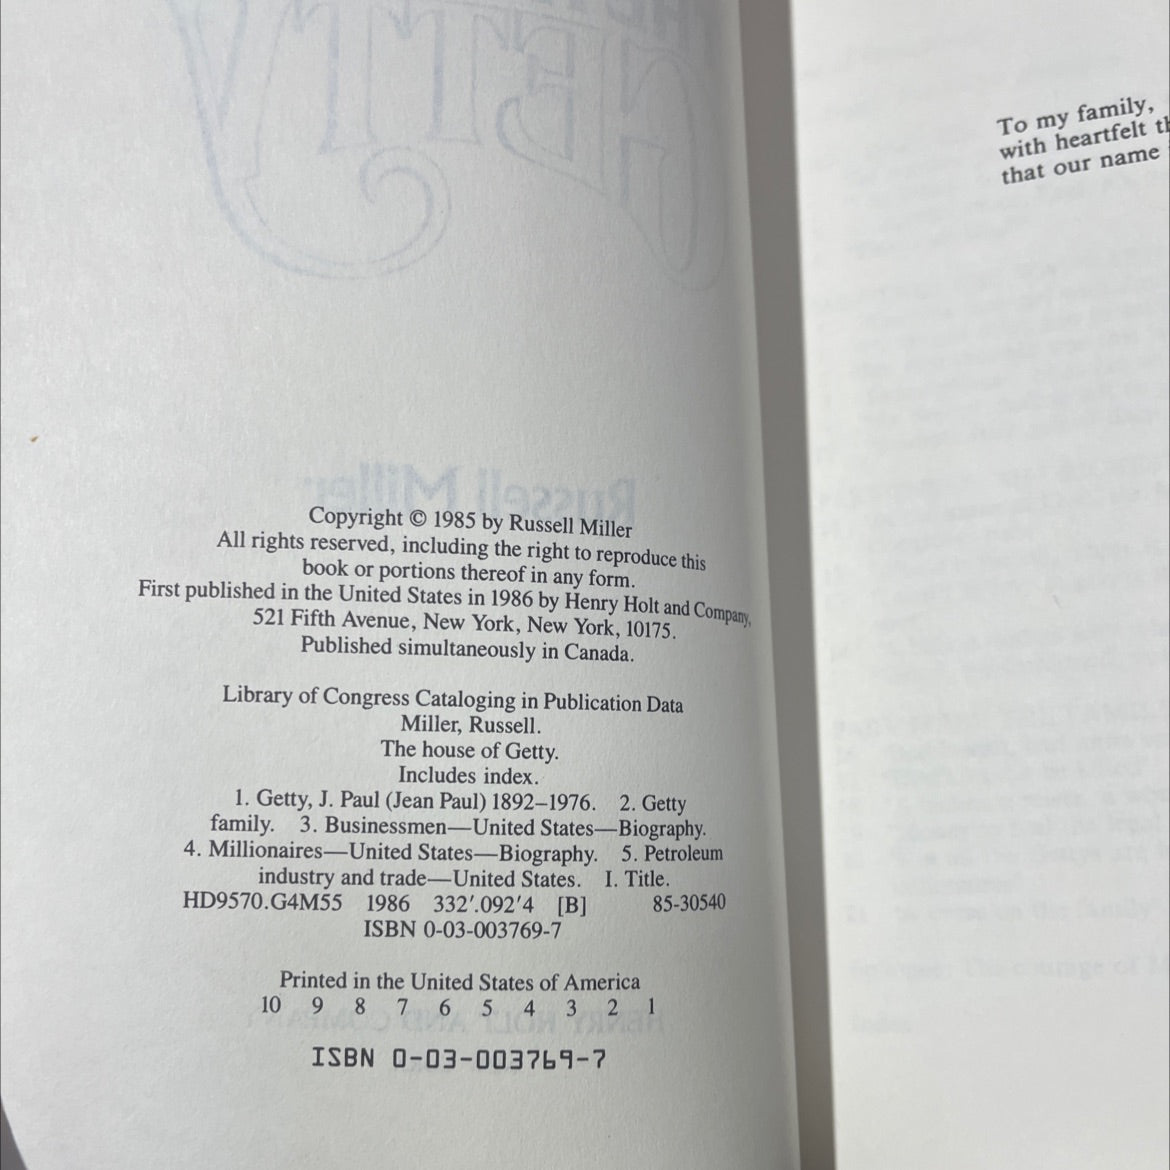 Copyright © 1985 by Russell Miller
All rights reserved, including the right to reproduce this
book or portions thereof in any form.
First published in the United States in 1986 by Henry Holt and Company,
521 Fifth Avenue, New York, New York, 10175.
Published simultaneously in Canada.
Library of Congress Cataloging in Publication Data
Miller, Russell.
The house of Getty.
Includes index.
1. Getty, J. Paul (Jean Paul) 1892–1976. 2. Getty
family. 3. Businessmen—United States—Biography.
4. Millionaires—United States—Biography. 5. Petroleum
industry and trade—United States. I. Title.
HD9570.G4M55 1986 332′.092′4 [B] 85-30540
ISBN 0-03-003769-7
Printed in the United States of America
10 9 8 7 6 5 4 3 2 1
ISBN 0-03-003769-7
To my family,
with heartfelt
that our name